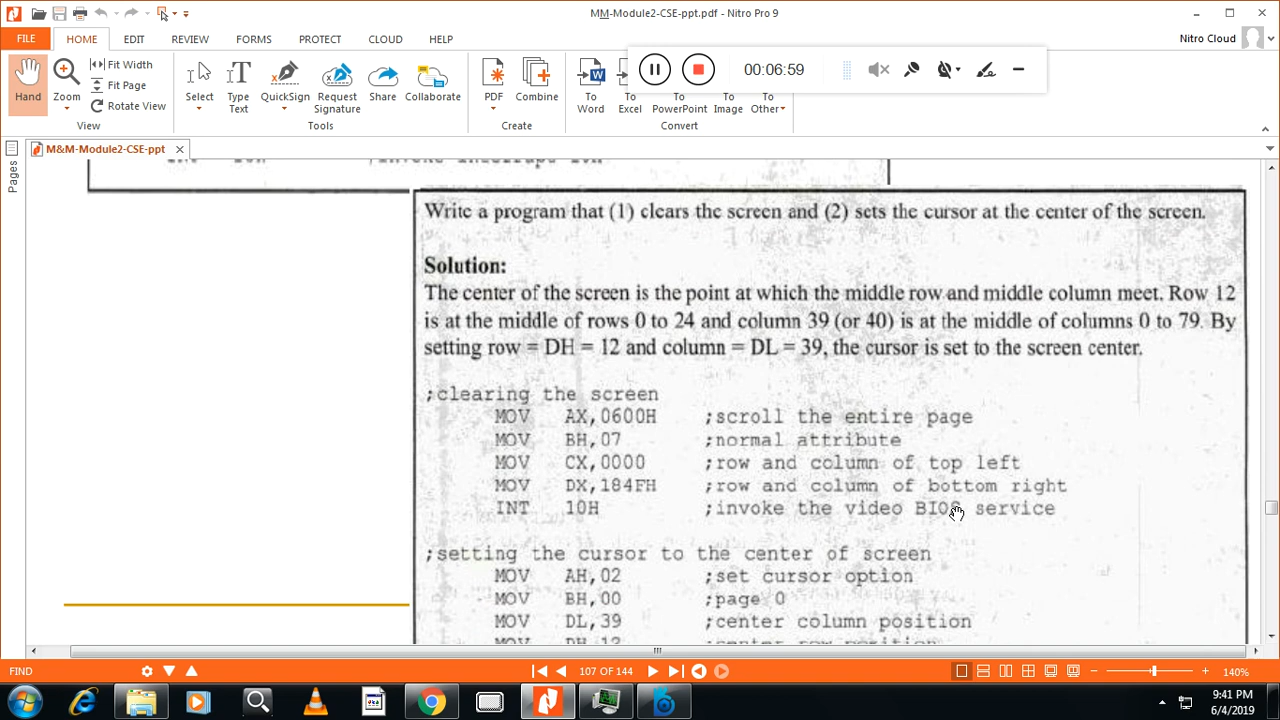 MM-Module2-CSE-ppt.pdf - Nitro Pro 9
FILE HOME EDIT REVIEW FORMS PROTECT CLOUD HELP
Nitro Cloud
00:06:59
Hand
Zoom
Fit Width
Fit Page
Rotate View
Select
Type Text
QuickSign
Request Signature
Share
Collaborate
PDF
Combine
To Word
To Excel
To PowerPoint
To Image
To Other
View
Tools
Create
Convert
M&M-Module2-CSE-ppt
Pages
Write a program that (1) clears the screen and (2) sets the cursor at the center of the screen.
Solution:
The center of the screen is the point at which the middle row and middle column meet. Row 12
is at the middle of rows 0 to 24 and column 39 (or 40) is at the middle of columns 0 to 79. By
setting row = DH = 12 and column = DL = 39, the cursor is set to the screen center.
;clearing the screen
MOV AX,0600H ;scroll the entire page
MOV BH,07 ;normal attribute
MOV CX,0000 ;row and column of top left
MOV DX,184FH ;row and column of bottom right
INT 10H ;invoke the video BIOS service
;setting the cursor to the center of screen
MOV AH,02 ;set cursor option
MOV BH,00 ;page 0
MOV DL,39 ;center column position
FIND
107 OF 144
140%
9:41 PM
6/4/2019